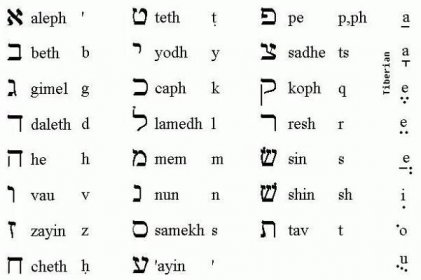 א aleph ' ט teth ṭ פ pe p,ph a
ב beth b י yodh y צ sadhe ts a
ג gimel g כ caph k ק koph q e
ד daleth d ל lamedh l ר resh r e
ה he h מ mem m שׂ sin s e
ו vau v נ nun n שׁ shin sh i
ז zayin z ס samekh s ת tav t o
ח cheth ḥ ע 'ayin ' u
Tiberian